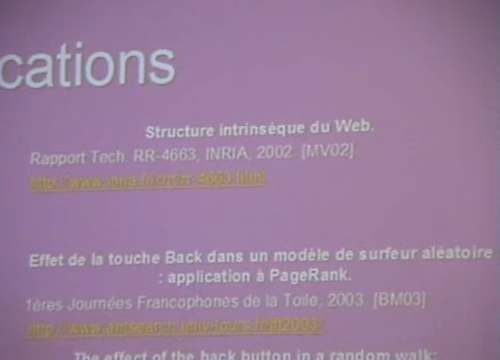 cations
Structure intrinsèque du Web.
Rapport Tech. RR-4663, INRIA, 2002. [MV02]
http://www.inria.fr/rrrt/rr-4663.html
Effet de la touche Back dans un modèle de surfeur aléatoire
: application à PageRank.
1ères Journées Francophones de la Toile, 2003. [BM03]
The effect of the back button in a random walk: